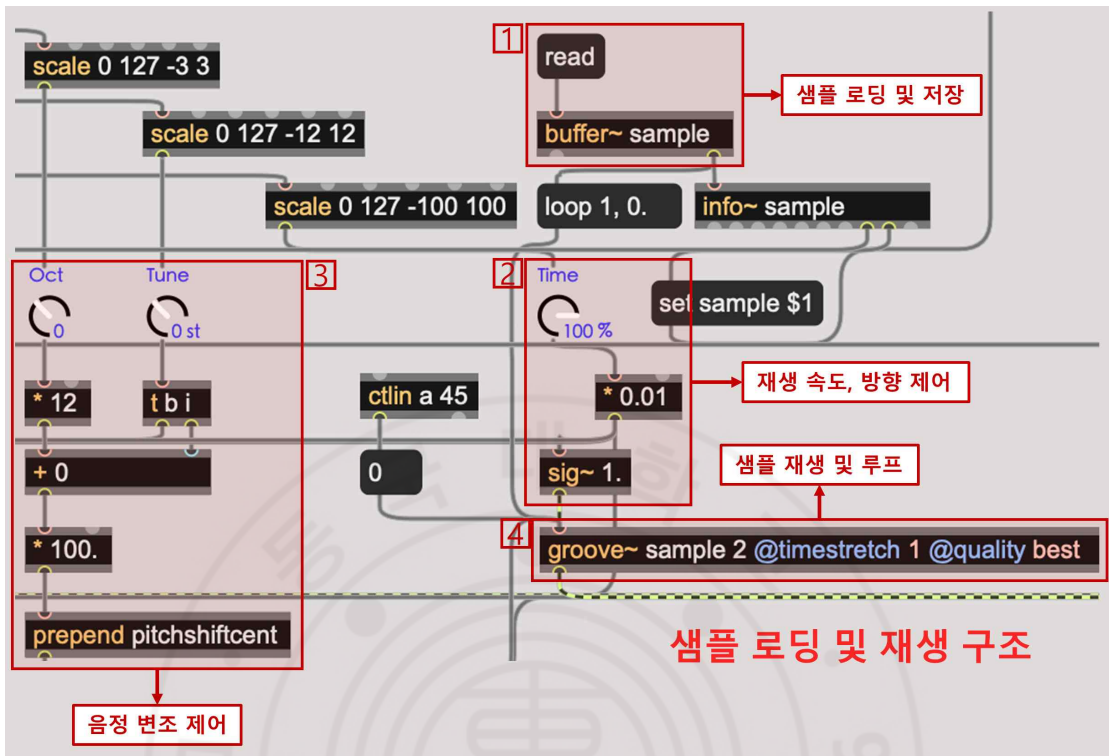 scale 0 127 -3 3
1
read
샘플 로딩 및 저장
scale 0 127 -12 12
buffer~ sample
scale 0 127 -100 100
loop 1, 0.
info~ sample
Oct
Tune
3
2
Time
0
0 st
100 %
set sample $1
* 12
t b i
ctlin a 45
* 0.01
재생 속도, 방향 제어
+ 0
0
sig~ 1.
샘플 재생 및 루프
* 100.
4
groove~ sample 2 @timestretch 1 @quality best
prepend pitchshiftcent
샘플 로딩 및 재생 구조
음정 변조 제어